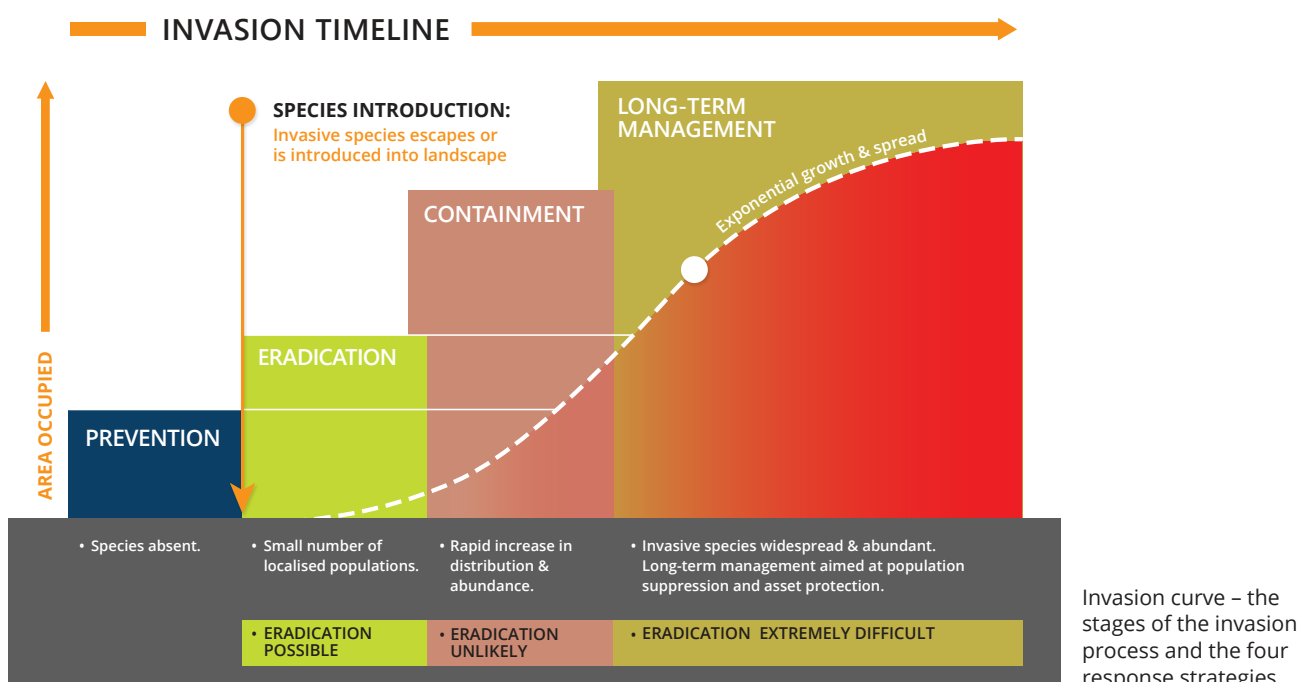 INVASION TIMELINE
AREA OCCUPIED
SPECIES INTRODUCTION:
Invasive species escapes or
is introduced into landscape
LONG-TERM
MANAGEMENT
Exponential growth & spread
CONTAINMENT
ERADICATION
PREVENTION
• Species absent.
• Small number of
localised populations.
• Rapid increase in
distribution &
abundance.
• Invasive species widespread & abundant.
Long-term management aimed at population
suppression and asset protection.
• ERADICATION
POSSIBLE
• ERADICATION
UNLIKELY
• ERADICATION EXTREMELY DIFFICULT
Invasion curve – the
stages of the invasion
process and the four
response strategies